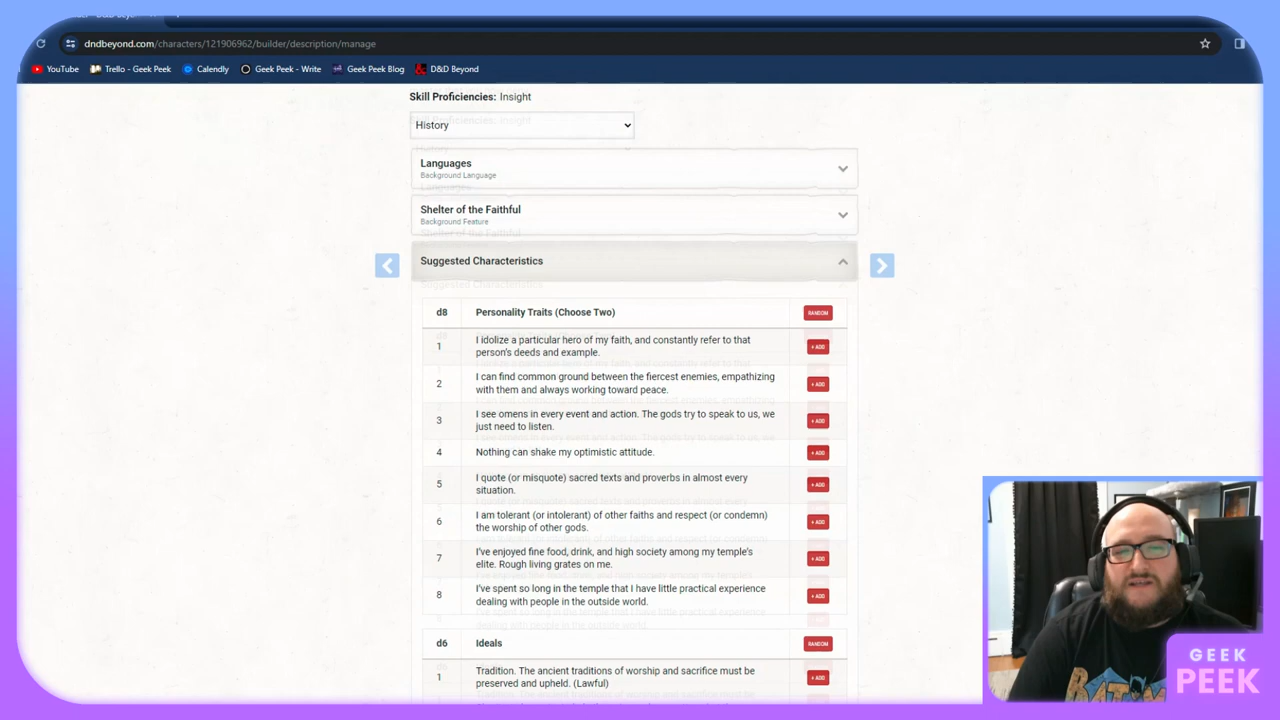 dndbeyond.com/characters/121906962/builder/description/manage
YouTube
Trello - Geek Peek
Calendly
Geek Peek - Write
Geek Peek Blog
D&D Beyond
Skill Proficiencies: Insight
History
Languages
Background Language
Shelter of the Faithful
Background Feature
Suggested Characteristics
d8 Personality Traits (Choose Two) RANDOM
1 I idolize a particular hero of my faith, and constantly refer to that
person's deeds and example.
+ ADD
2 I can find common ground between the fiercest enemies, empathizing
with them and always working toward peace.
+ ADD
3 I see omens in every event and action. The gods try to speak to us, we
just need to listen.
+ ADD
4 Nothing can shake my optimistic attitude. + ADD
5 I quote (or misquote) sacred texts and proverbs in almost every
situation.
+ ADD
6 I am tolerant (or intolerant) of other faiths and respect (or condemn)
the worship of other gods.
+ ADD
7 I've enjoyed fine food, drink, and high society among my temple's
elite. Rough living grates on me.
+ ADD
8 I've spent so long in the temple that I have little practical experience
dealing with people in the outside world.
+ ADD
d6 Ideals RANDOM
1 Tradition. The ancient traditions of worship and sacrifice must be
preserved and upheld. (Lawful)
+ ADD
GEEK
PEEK